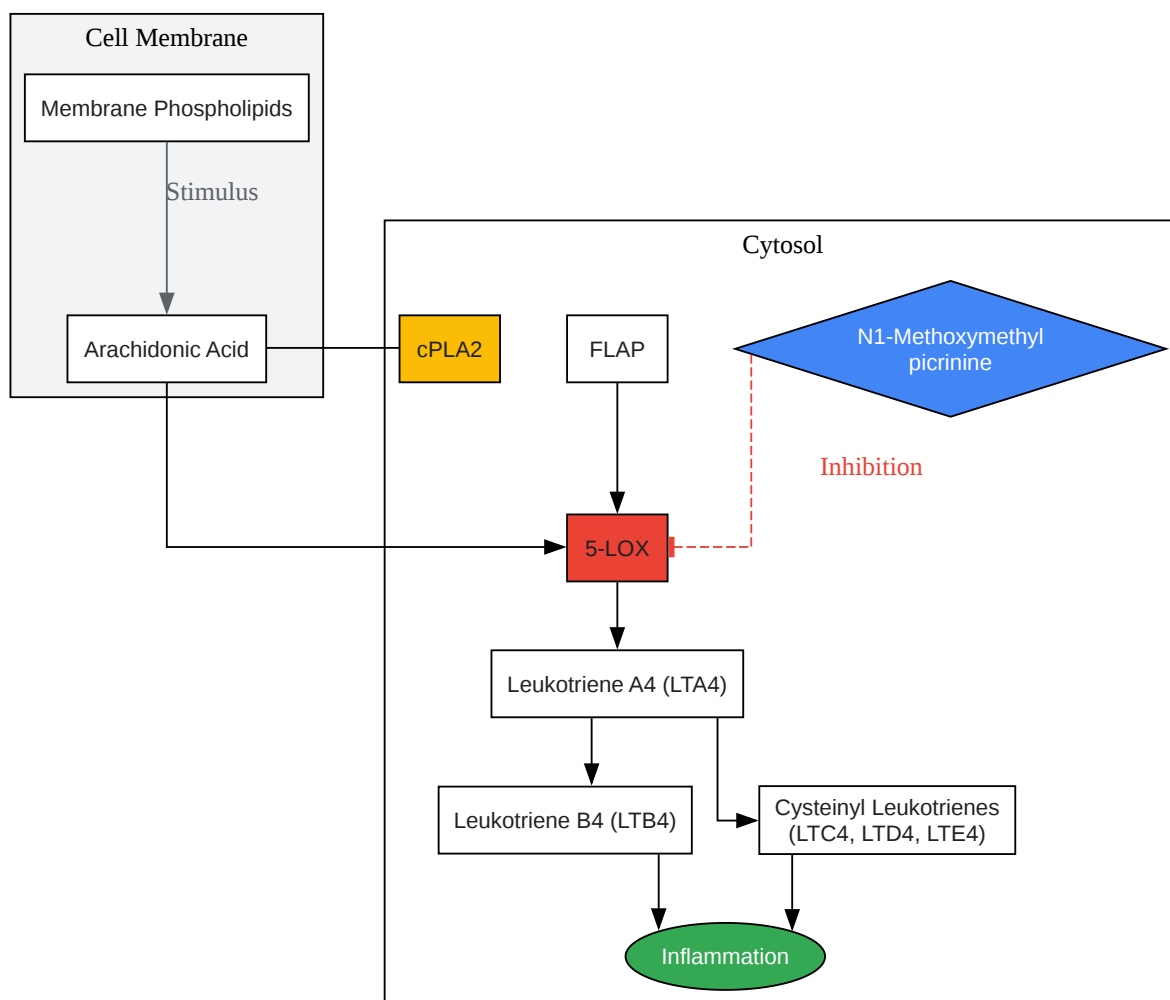 Cell Membrane
Membrane Phospholipids
Stimulus
Cytosol
Arachidonic Acid
cPLA2
FLAP
N1-Methoxymethyl
picrinine
Inhibition
5-LOX
Leukotriene A4 (LTA4)
Leukotriene B4 (LTB4)
Cysteinyl Leukotrienes
(LTC4, LTD4, LTE4)
Inflammation